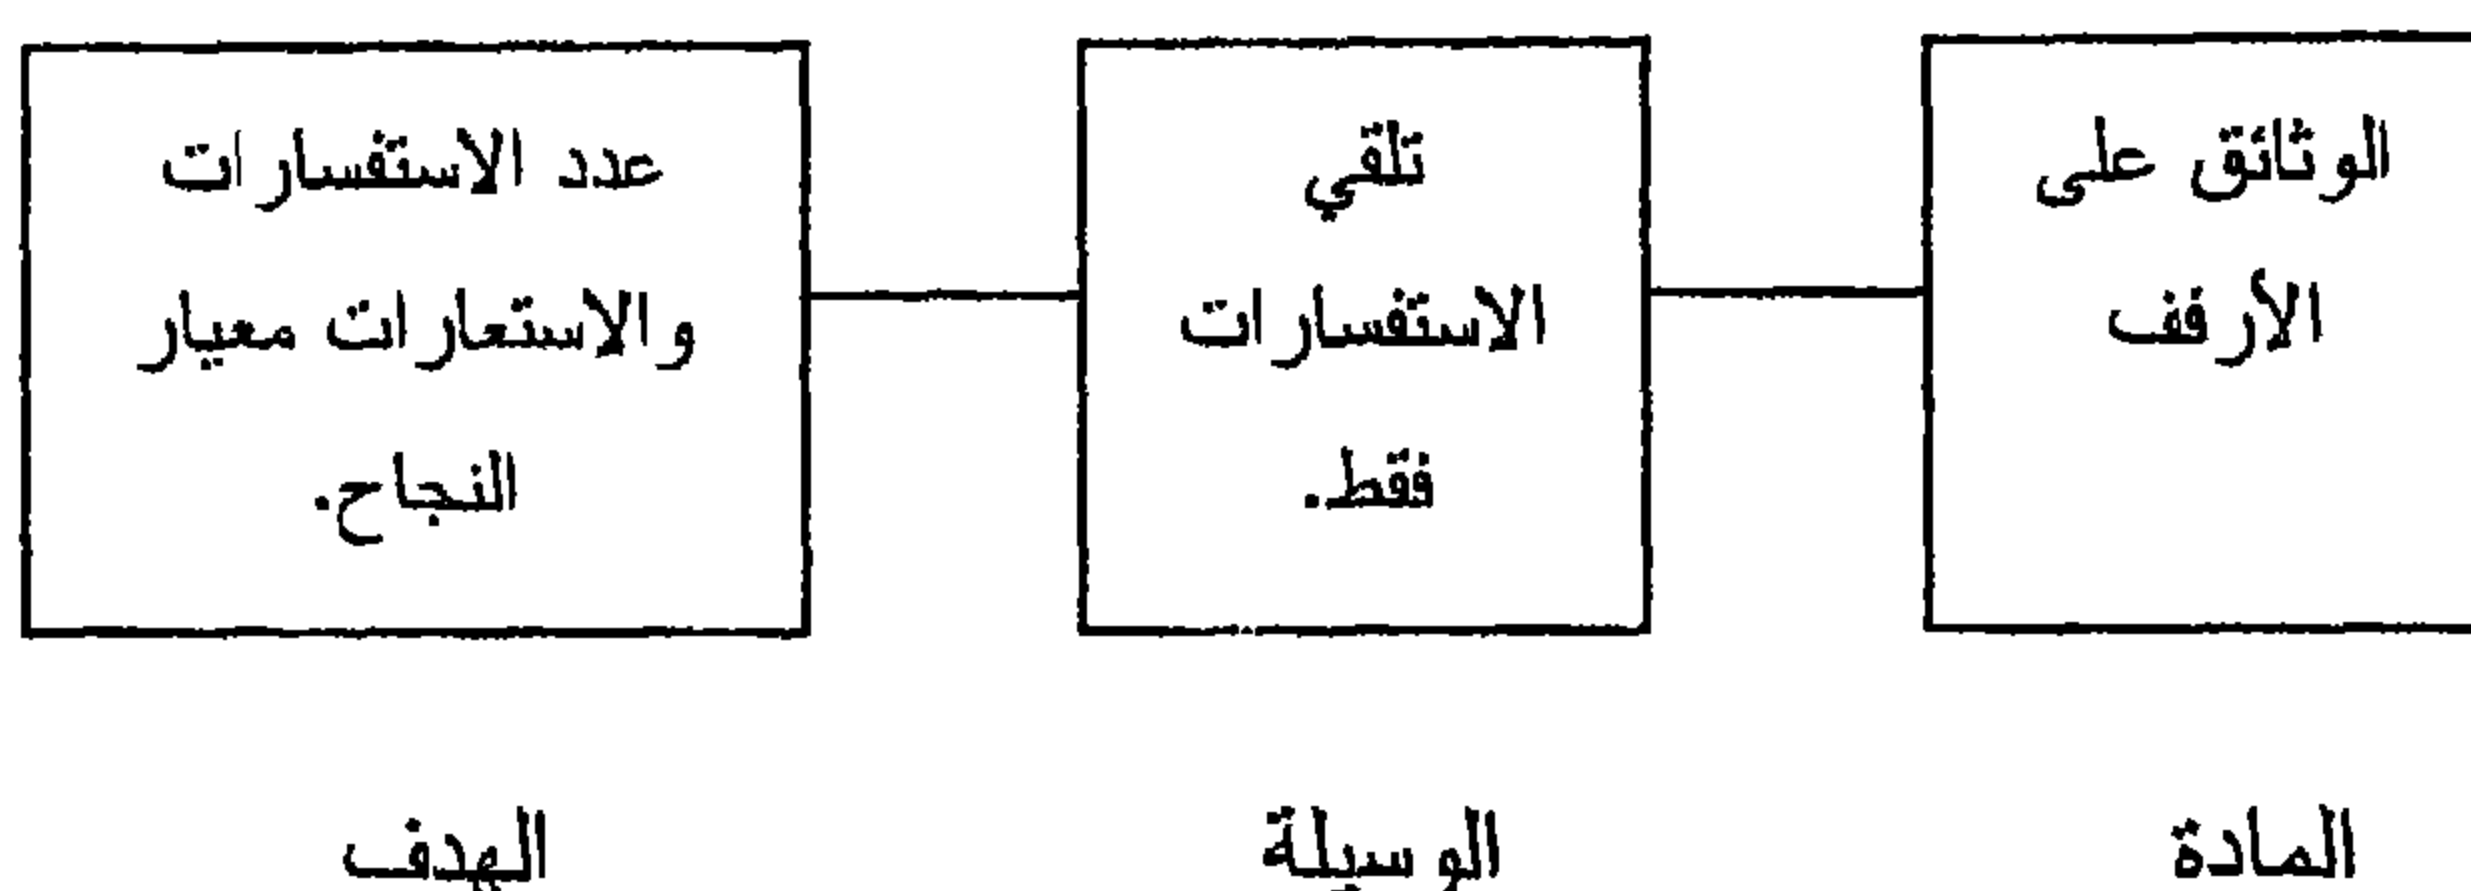 الوثائق على
الأرفف
تلقي
الاستفسارات
فقط.
عدد الاستفسارات
والاستعارات معيار
النجاح.
المادة
الوسيلة
الهدف